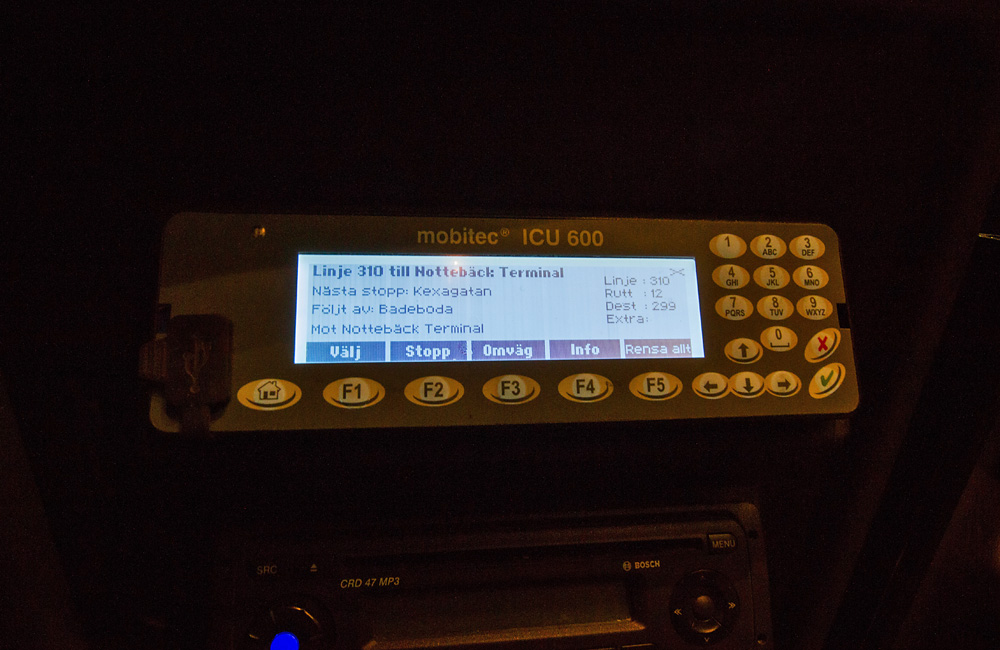 mobitec® ICU 600
Linje 310 till Nottebäck Terminal
Nästa stopp: Kexagatan
Följt av: Badeboda
Mot Nottebäck Terminal
Linje : 310
Rutt : 12
Dest : 299
Extra:
Välj Stopp Omväg Info Rensa allt
F1 F2 F3 F4 F5
1 2 ABC 3 DEF
4 GHI 5 JKL 6 MNO
7 PQRS 8 TUV 9 WXYZ
0
SRC
CRD 47 MP3
BOSCH
MENU